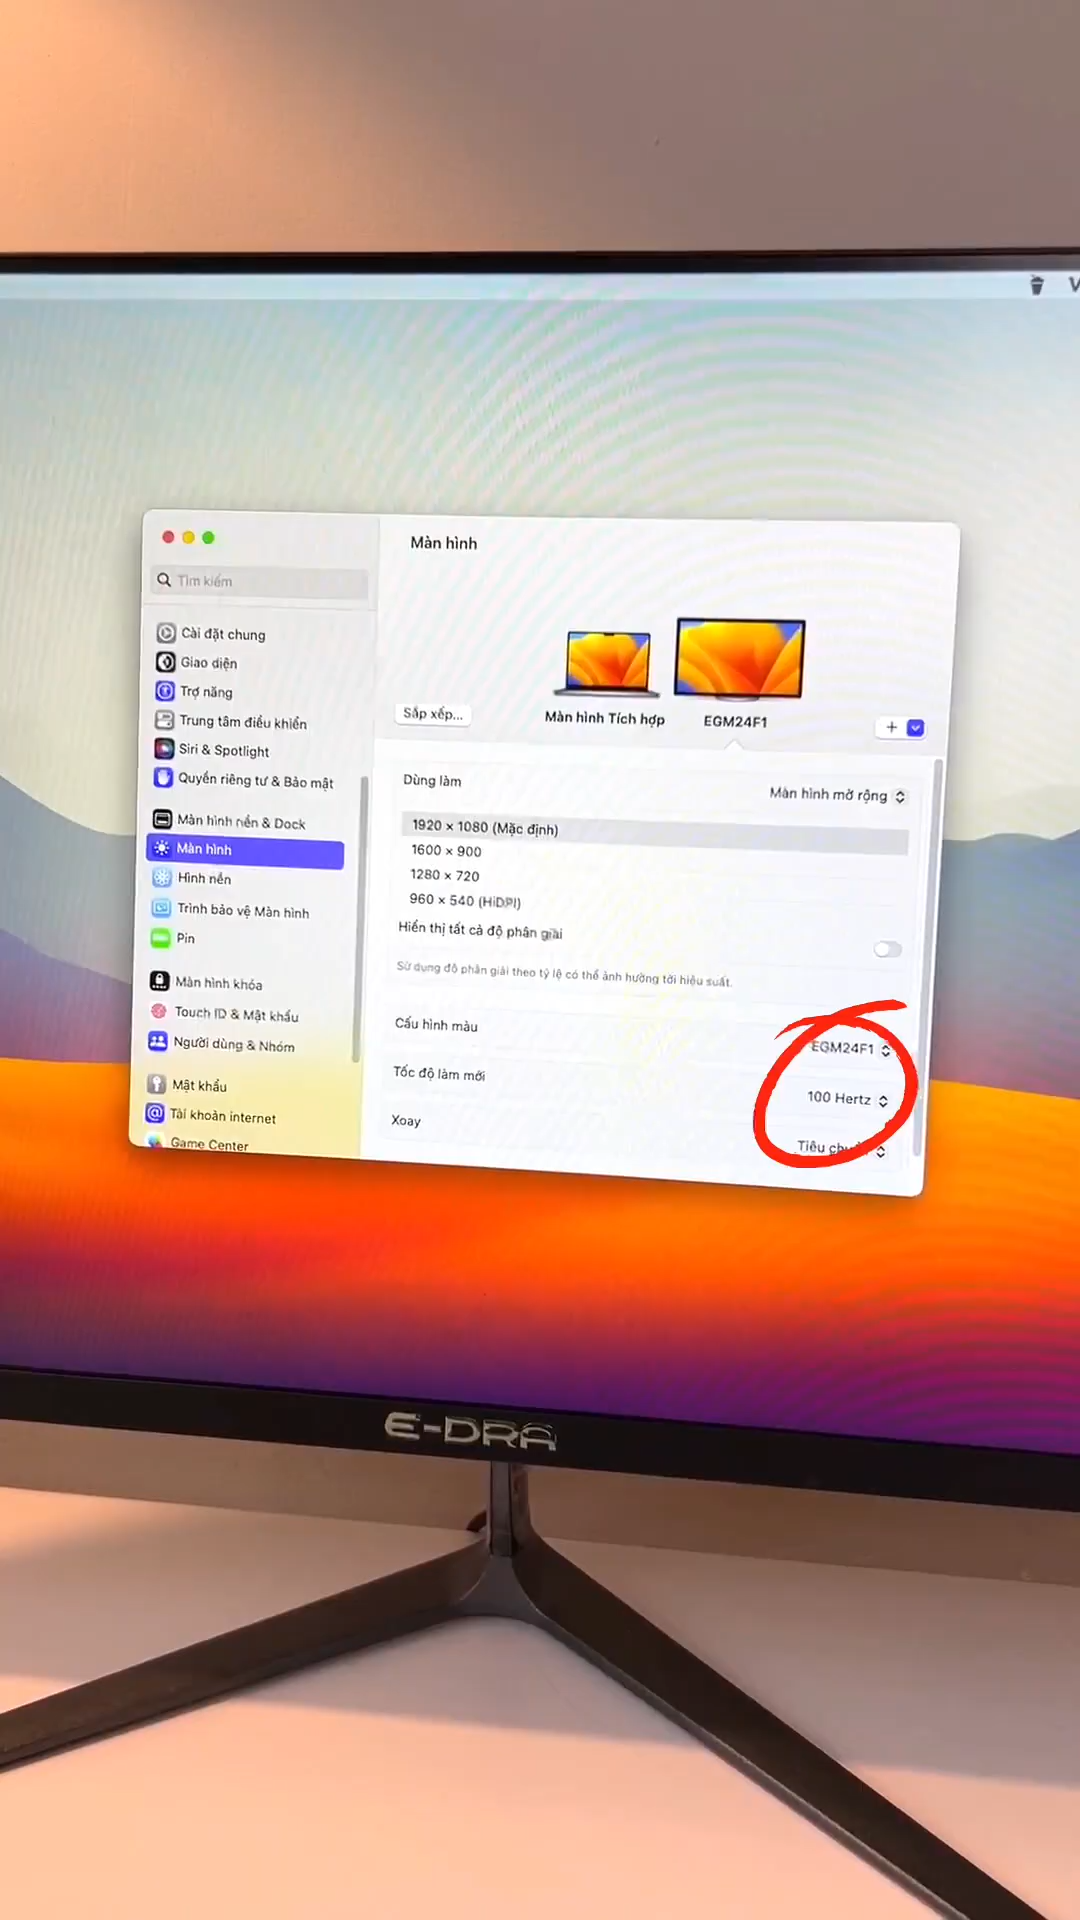 V
Màn hình
Tìm kiếm
Cài đặt chung
Giao diện
Trợ năng
Trung tâm điều khiển
Siri & Spotlight
Quyền riêng tư & Bảo mật
Màn hình nền & Dock
Màn hình
Hình nền
Trình bảo vệ Màn hình
Pin
Màn hình khóa
Touch ID & Mật khẩu
Người dùng & Nhóm
Mật khẩu
Tài khoản internet
Game Center
Màn hình Tích hợp
EGM24F1
Sắp xếp...
Dùng làm
Màn hình mở rộng
1920 × 1080 (Mặc định)
1600 × 900
1280 × 720
960 × 540 (HiDPI)
Hiển thị tất cả độ phân giải
Sử dụng độ phân giải theo tỷ lệ có thể ảnh hưởng tới hiệu suất.
Cấu hình màu
EGM24F1
Tốc độ làm mới
100 Hertz
Xoay
Tiêu
E-DRA